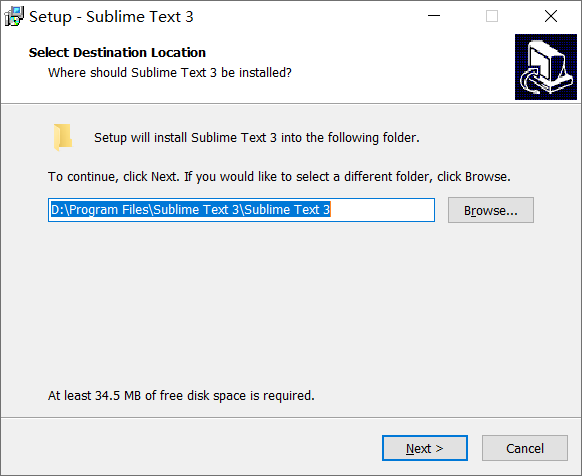 Setup - Sublime Text 3
Select Destination Location
Where should Sublime Text 3 be installed?
Setup will install Sublime Text 3 into the following folder.
To continue, click Next. If you would like to select a different folder, click Browse.
D:\Program Files\Sublime Text 3\Sublime Text 3
Browse...
At least 34.5 MB of free disk space is required.
Next >
Cancel